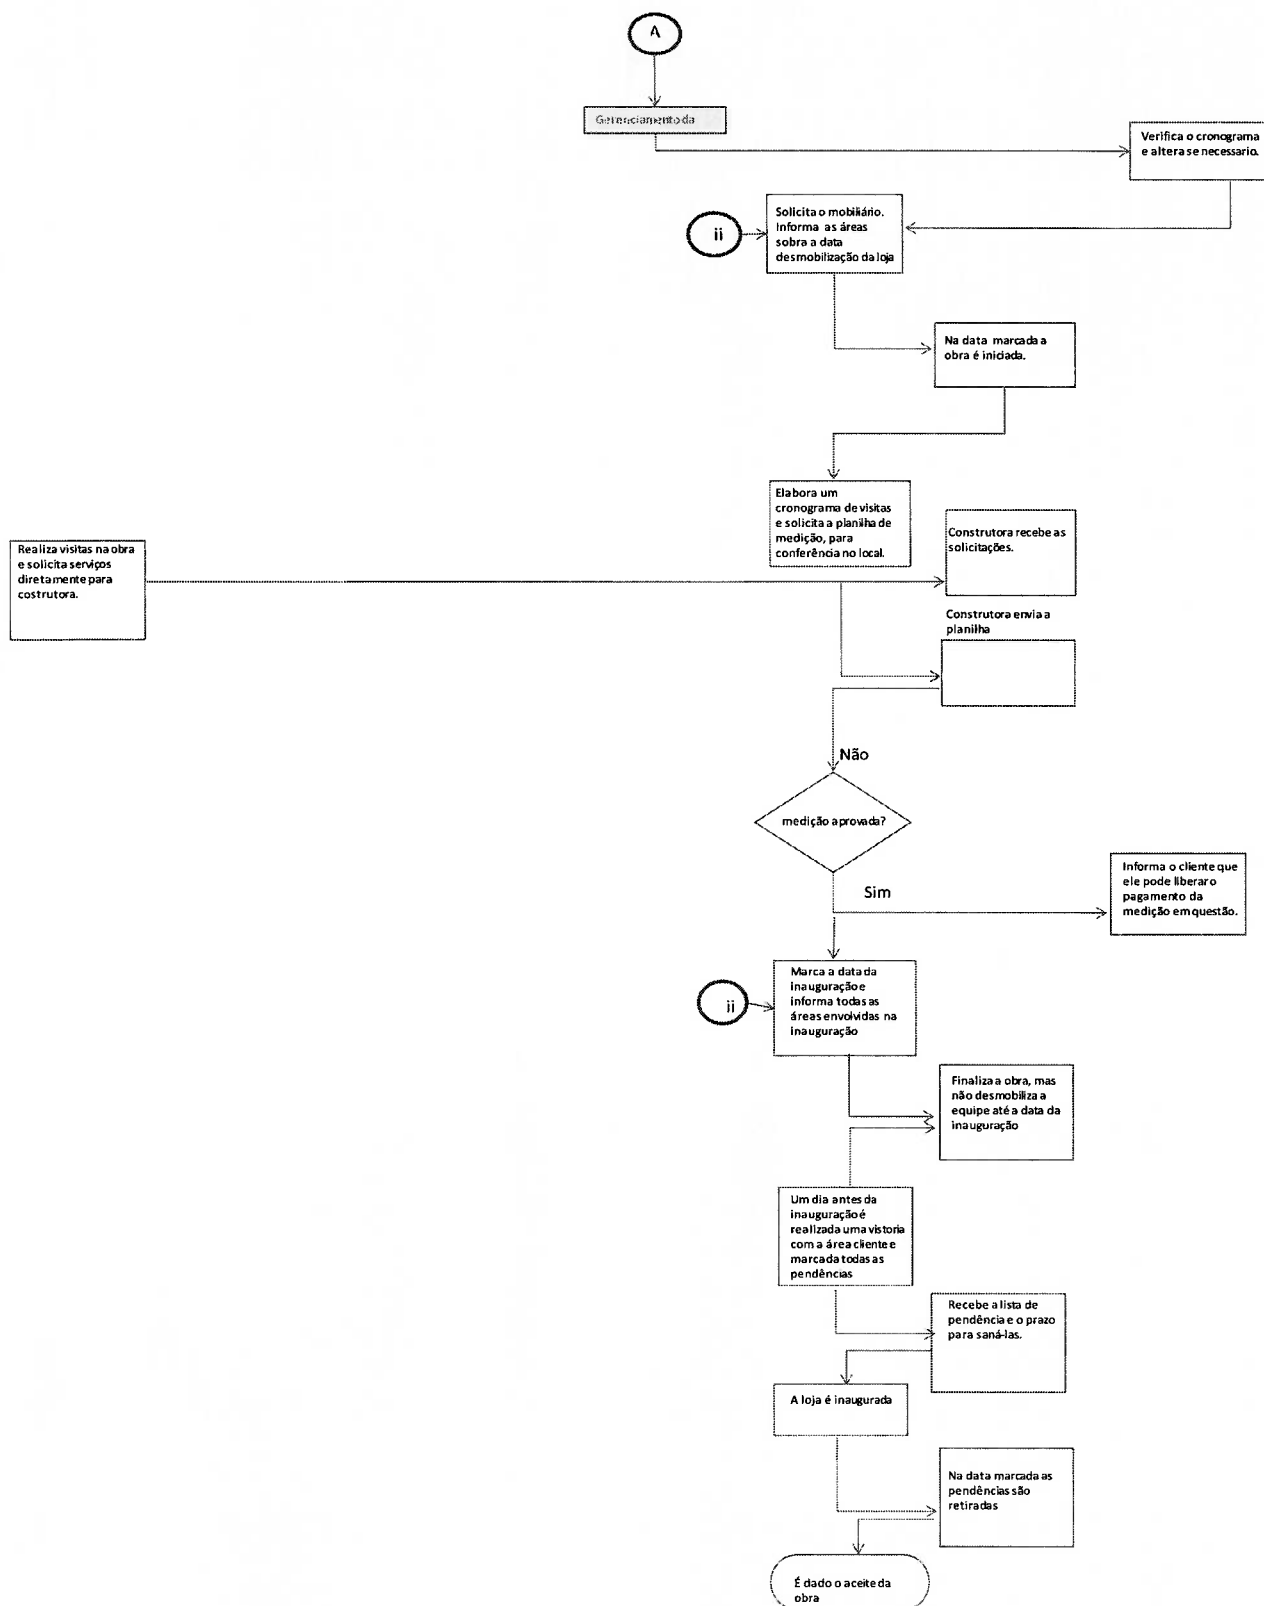 A
Gerenciamento da
Verifica o cronograma
e altera se necessario.
ii
Solicita o mobiliário.
Informa as áreas
sobra a data
desmobilização da loja
Na data marcada a
obra é iniciada.
Elabora um
cronograma de visitas
e solicita a planilha de
medição, para
conferência no local.
Construtora recebe as
solicitações.
Realiza visitas na obra
e solicita serviços
diretamente para
costrutora.
Construtora envia a
planilha
Não
medição aprovada?
Sim
Informa o cliente que
ele pode liberar o
pagamento da
medição em questão.
Marca a data da
inauguração e
informa todas as
áreas envolvidas na
inauguração
ii
Finaliza a obra, mas
não desmobiliza a
equipe até a data da
inauguração
Um dia antes da
inauguração é
realizada uma vistoria
com a área cliente e
marcada todas as
pendências
Recebe a lista de
pendência e o prazo
para saná-las.
A loja é inaugurada
Na data marcada as
pendências são
retiradas
É dado o aceite da
obra